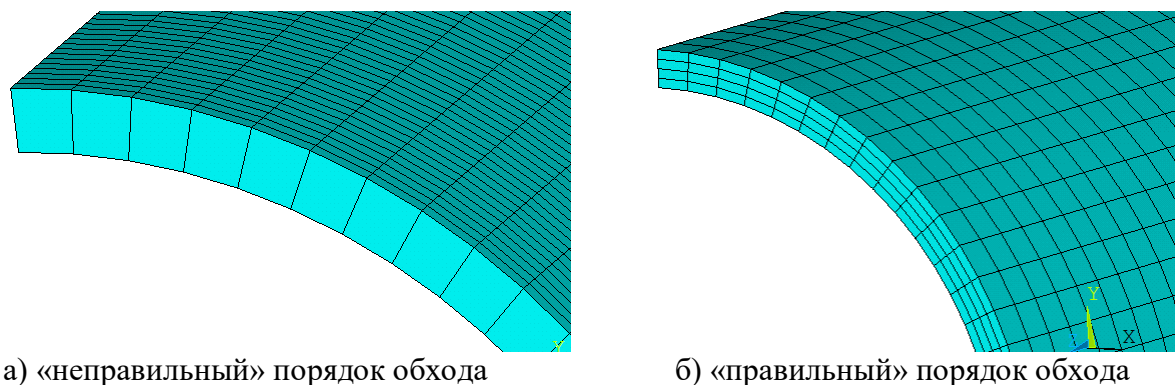 Y
X
а) «неправильный» порядок обхода
б) «правильный» порядок обхода